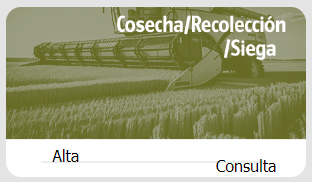 Cosecha/Recolección
/Siega
Alta
Consulta